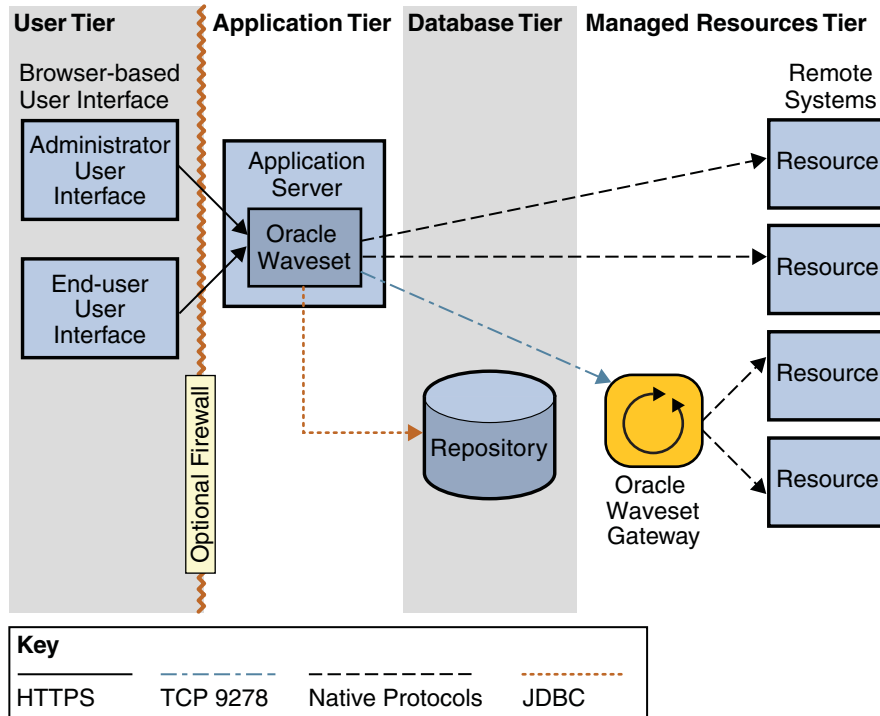 User Tier
Application Tier
Database Tier
Managed Resources Tier
Browser-based
User Interface
Administrator
User
Interface
End-user
User
Interface
Optional Firewall
Application
Server
Oracle
Waveset
Repository
Oracle
Waveset
Gateway
Remote
Systems
Resource
Resource
Resource
Resource
Key
HTTPS
TCP 9278
Native Protocols
JDBC